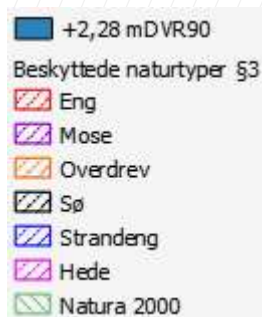 +2,28 mDVR90
Beskyttede naturtyper §3
Eng
Mose
Overdrev
Sø
Strandeng
Hede
Natura 2000